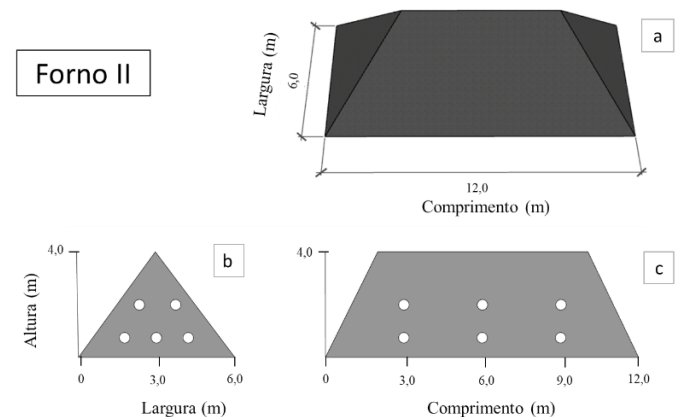 Forno II
a
Largura (m)
6,0
12,0
Comprimento (m)
b
4,0
Altura (m)
0 3,0 6,0
Largura (m)
c
4,0
0 3,0 6,0 9,0 12,0
Comprimento (m)